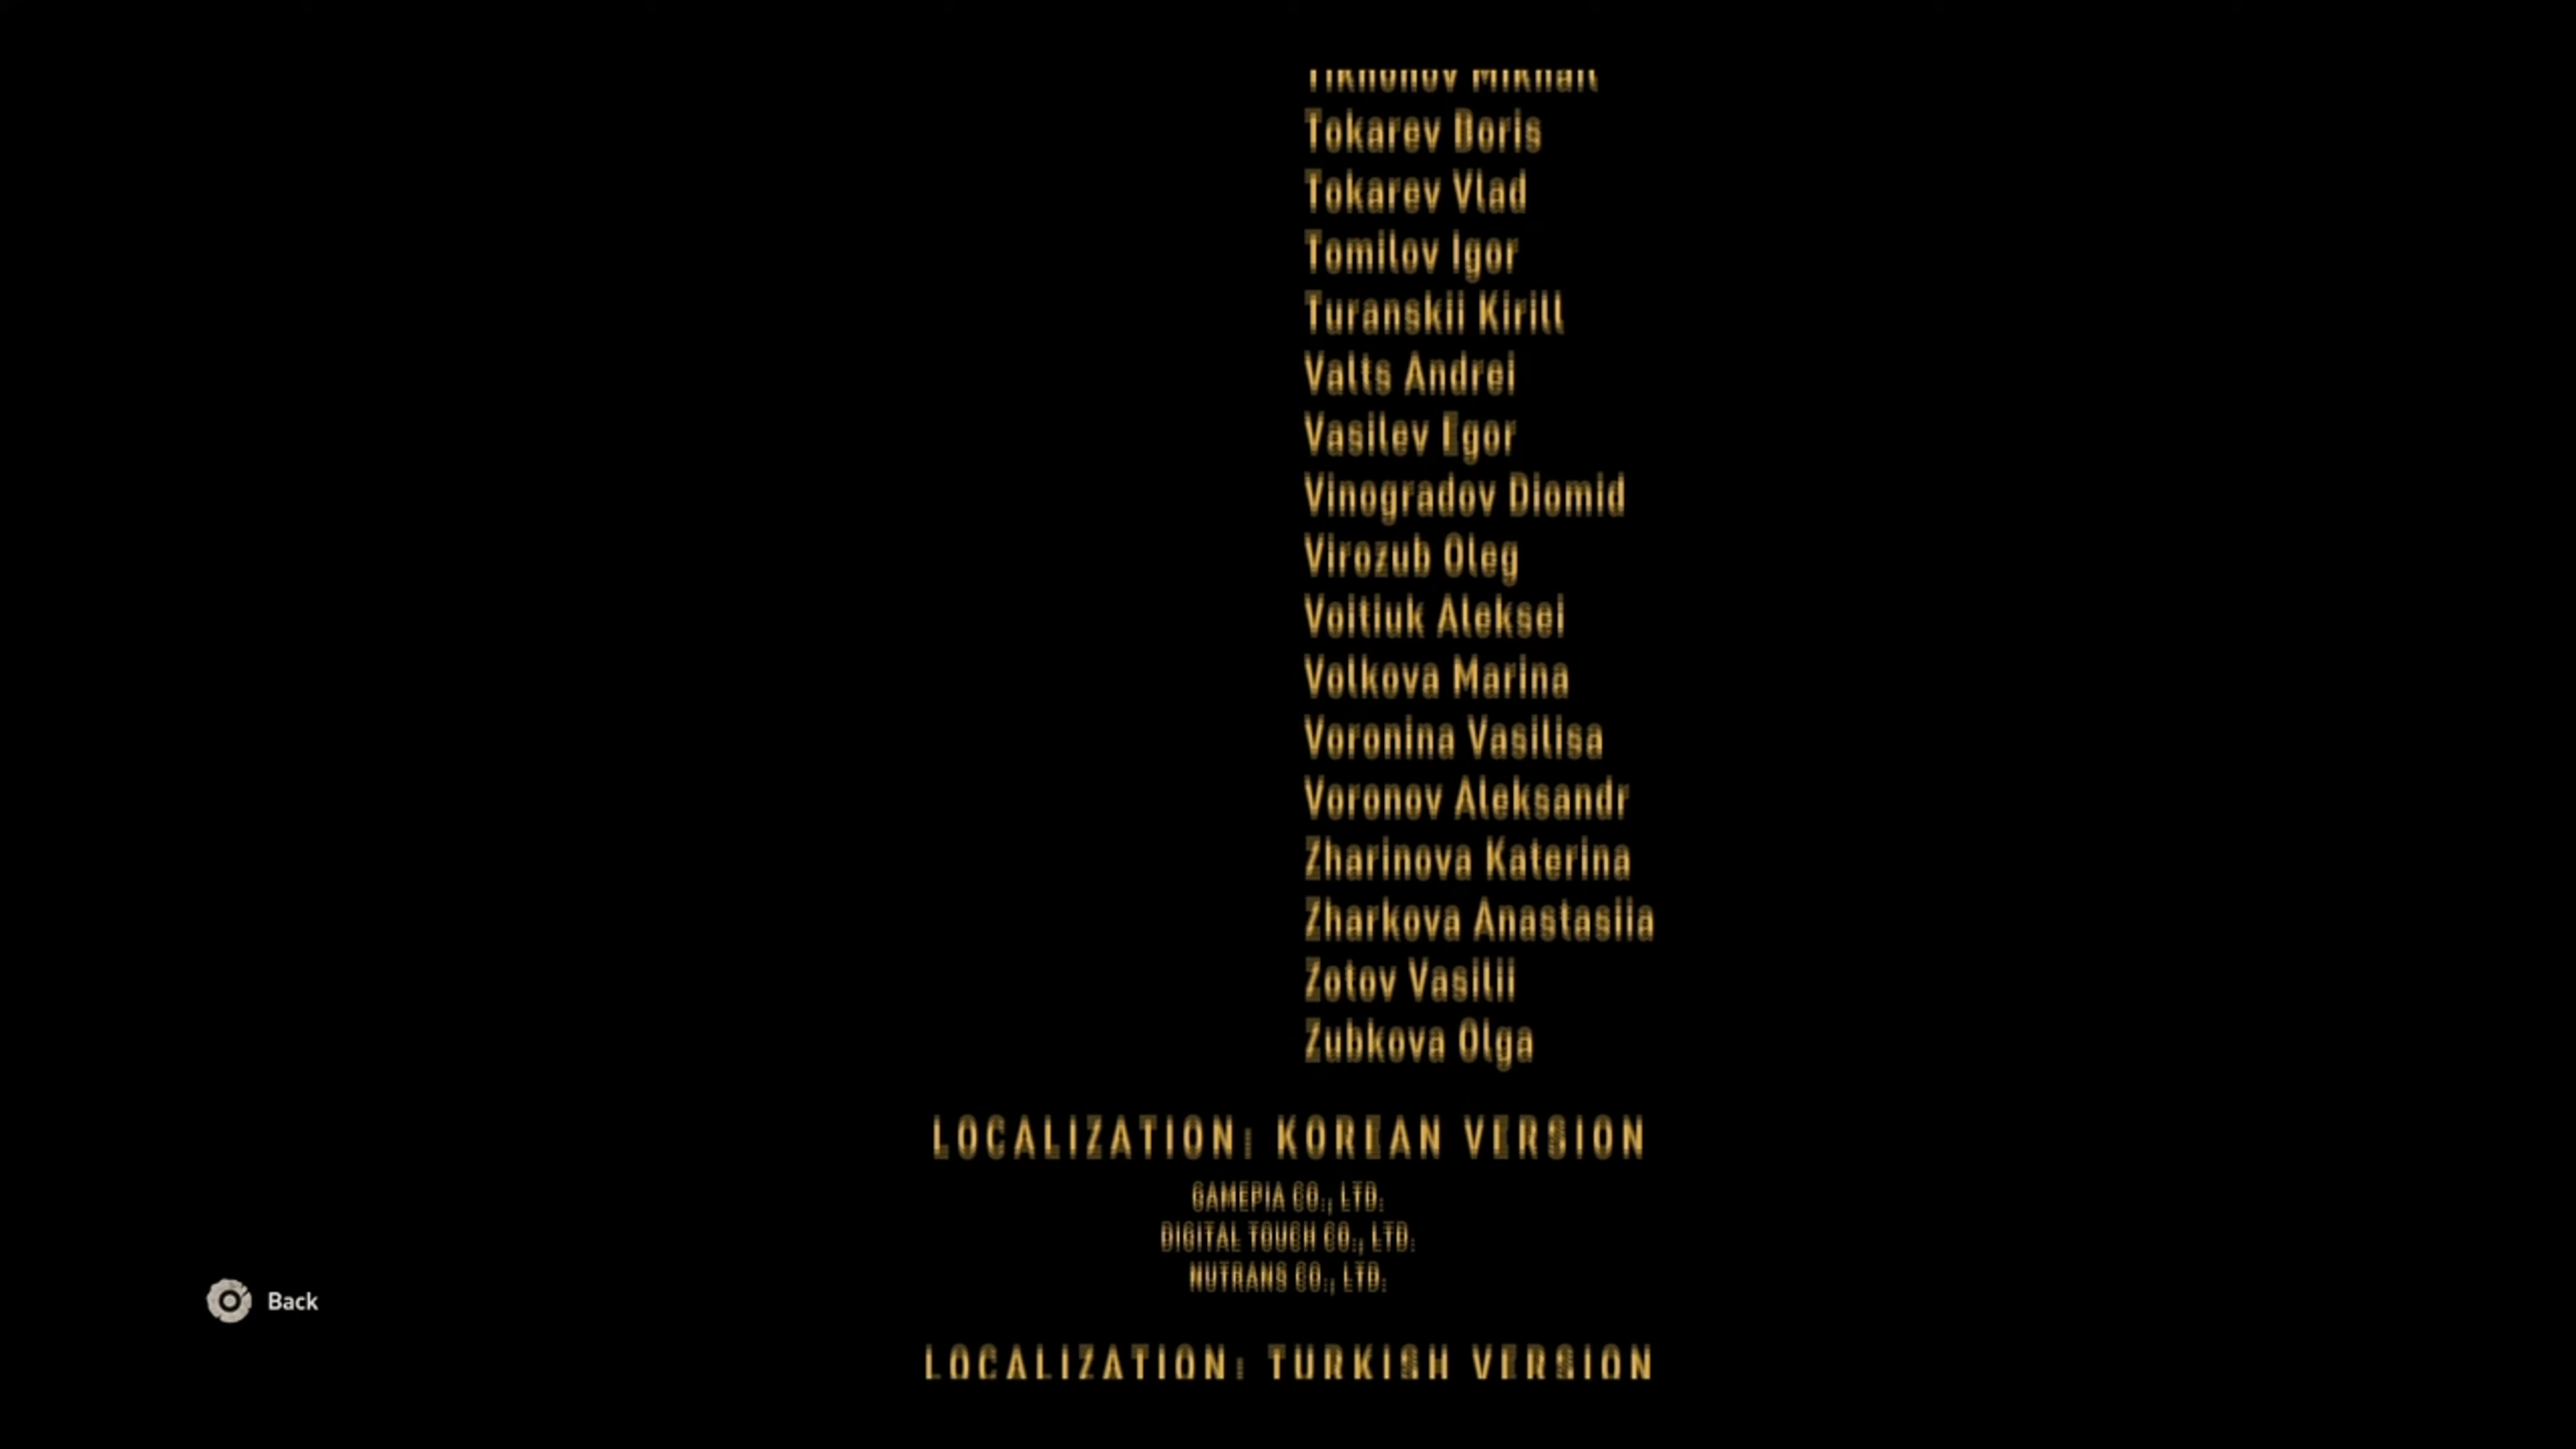 Tikhonov Mikhail
Tokarev Boris
Tokarev Vlad
Tomilov Igor
Turanskii Kirill
Valts Andrei
Vasilev Egor
Vinogradov Diomid
Virozub Oleg
Voitiuk Aleksei
Volkova Marina
Voronina Vasilisa
Voronov Aleksandr
Zharinova Katerina
Zharkova Anastasiia
Zotov Vasilii
Zubkova Olga
LOCALIZATION: KOREAN VERSION
GAMEPIA CO., LTD.
DIGITAL TOUCH CO., LTD.
NUTRANS CO., LTD.
Back
LOCALIZATION: TURKISH VERSION